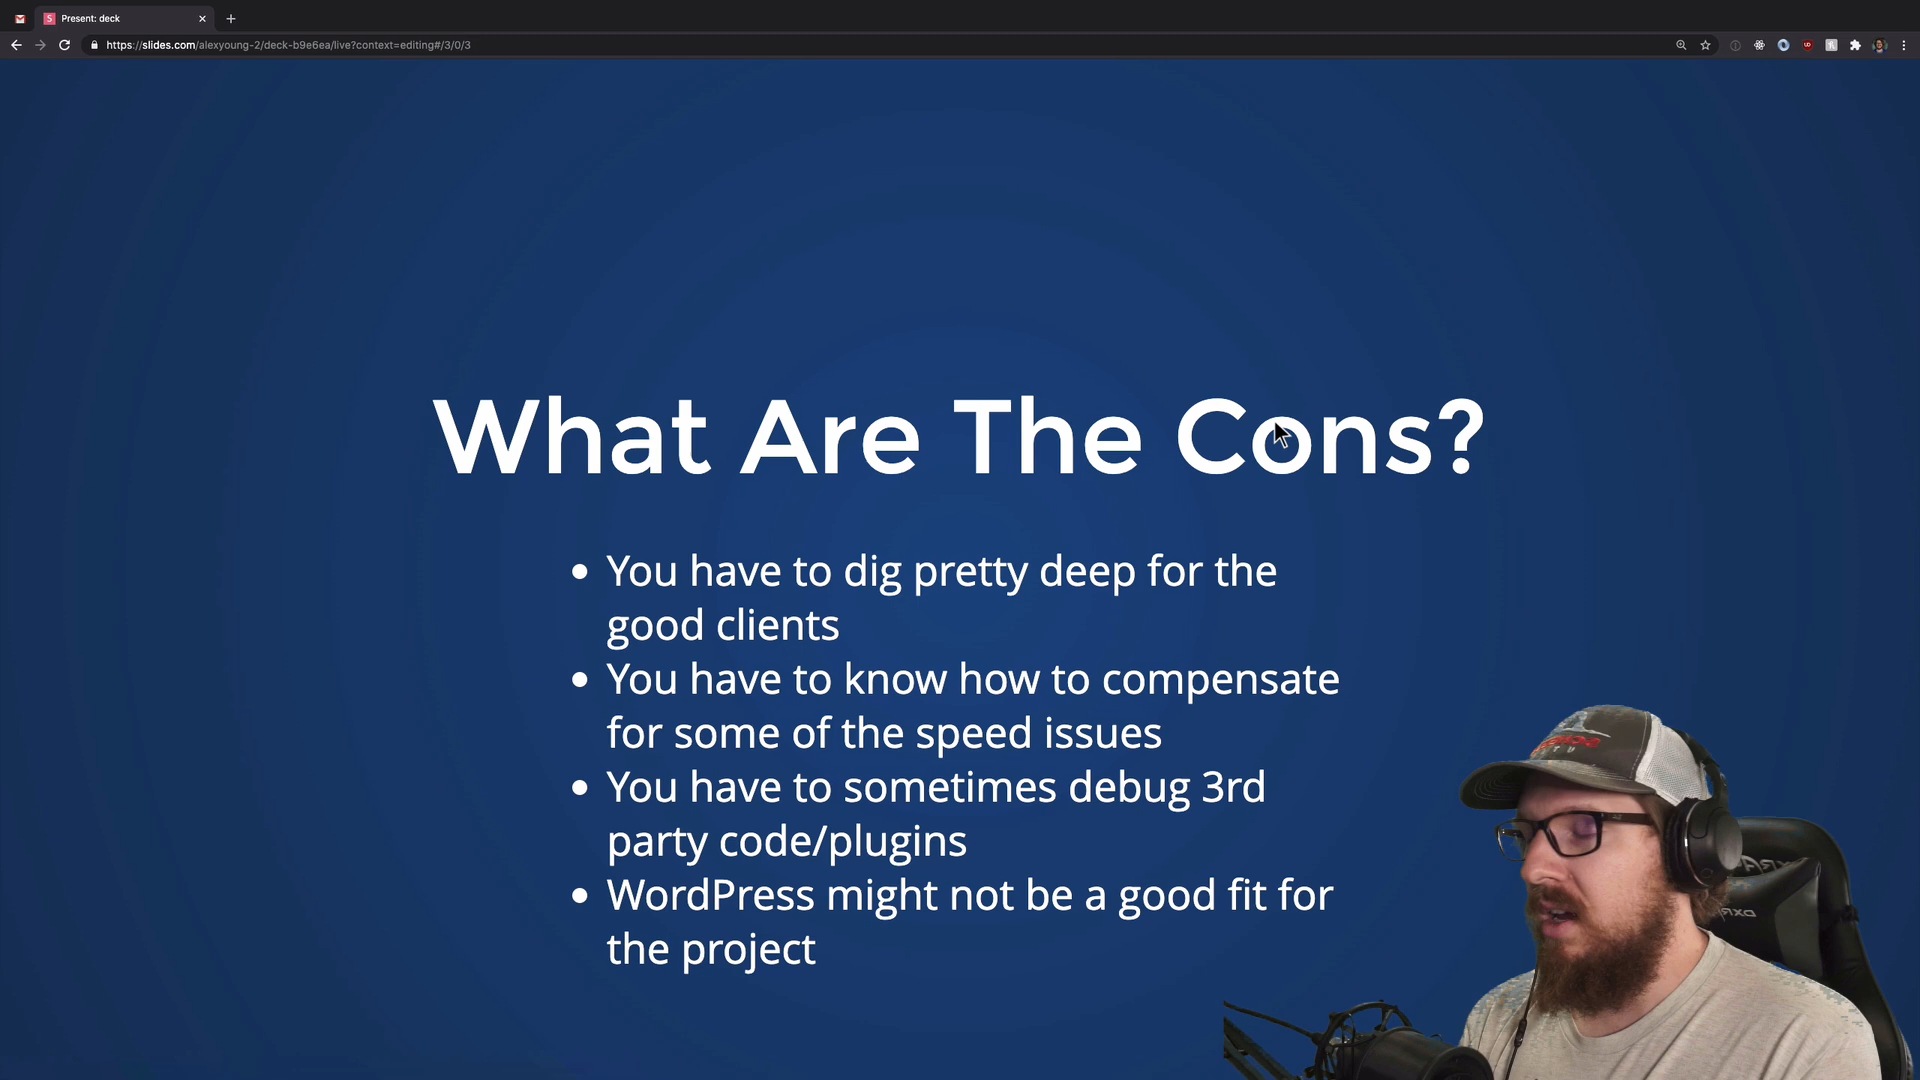 Present: deck
https://slides.com/alexyoung-2/deck-b9e6ea/live?context=editing#/3/0/3
What Are The Cons?
• You have to dig pretty deep for the
good clients
• You have to know how to compensate
for some of the speed issues
• You have to sometimes debug 3rd
party code/plugins
• WordPress might not be a good fit for
the project